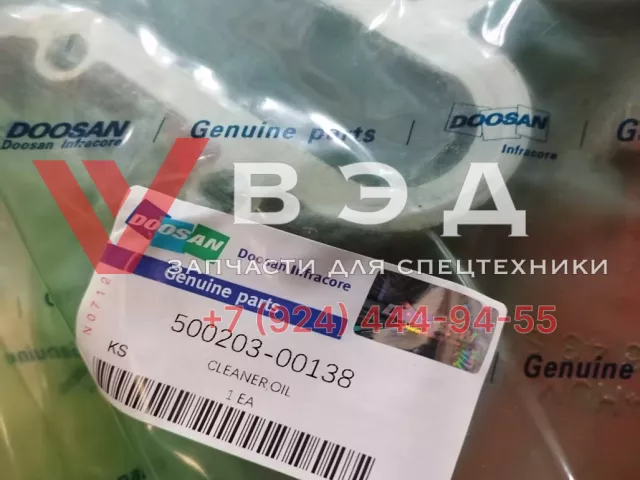 DOOSAN
Doosan Infracore
Genuine parts
DOOSAN
Infracore
ВЭД
ЗАПЧАСТИ ДЛЯ СПЕЦТЕХНИКИ
+7 (924) 444-94-55
DOOSAN
Doosan Infracore
Genuine parts
500203-00138
CLEANER,OIL
1 EA
KS
Genuine